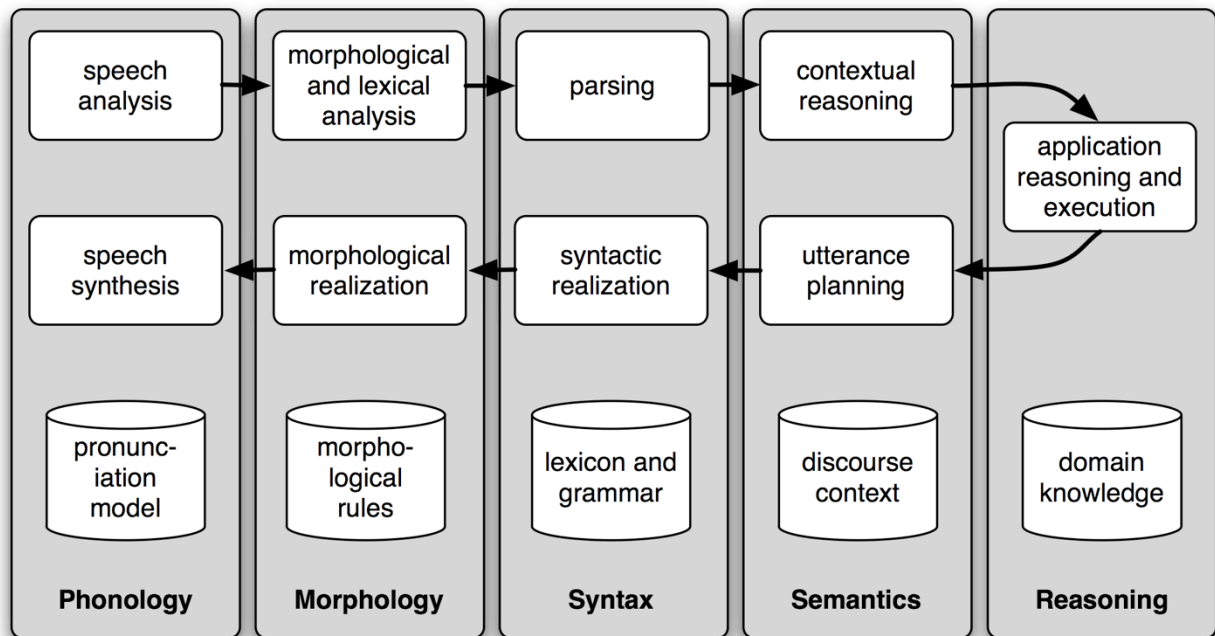 speech
analysis
morphological
and lexical
analysis
parsing
contextual
reasoning
application
reasoning and
execution
speech
synthesis
morphological
realization
syntactic
realization
utterance
planning
pronunc-
iation
model
morpho-
logical
rules
lexicon and
grammar
discourse
context
domain
knowledge
Phonology
Morphology
Syntax
Semantics
Reasoning